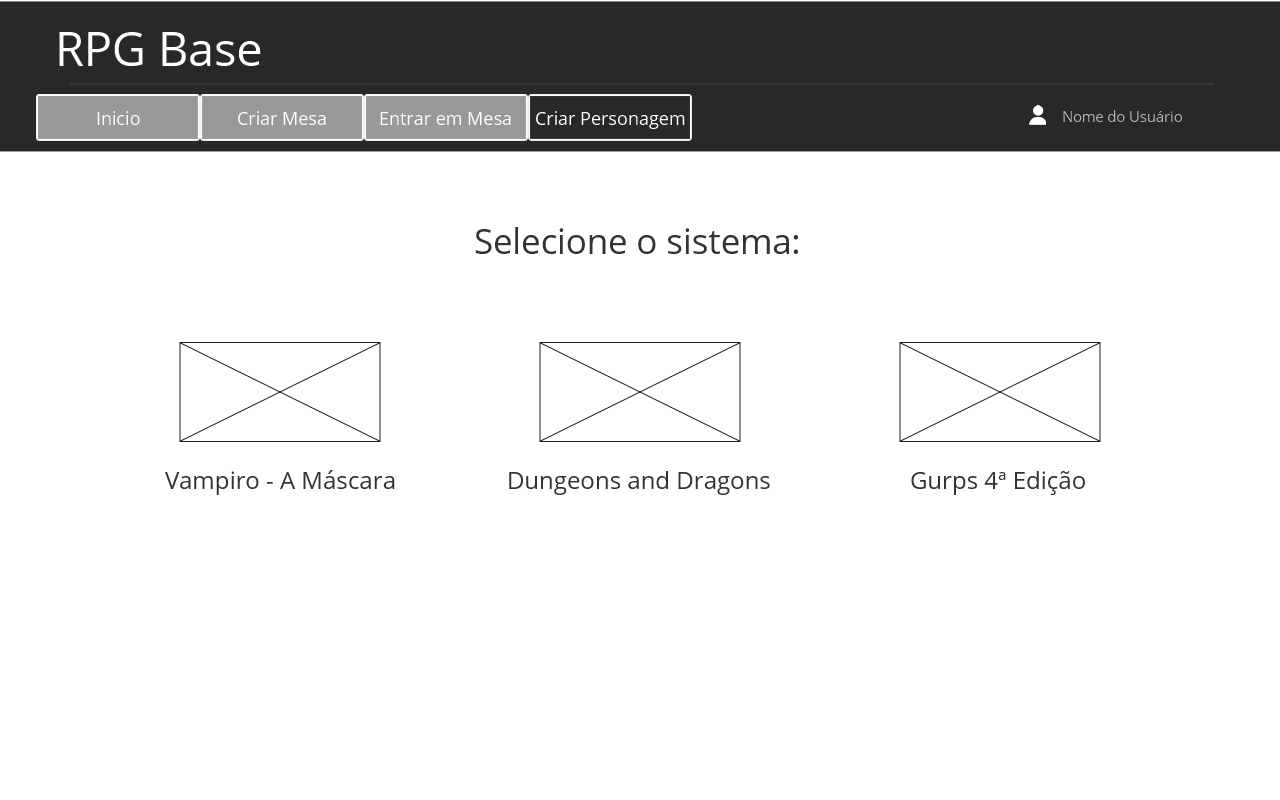 RPG Base
Inicio
Criar Mesa
Entrar em Mesa
Criar Personagem
Nome do Usuário
Selecione o sistema:
Vampiro - A Máscara
Dungeons and Dragons
Gurps 4ª Edição